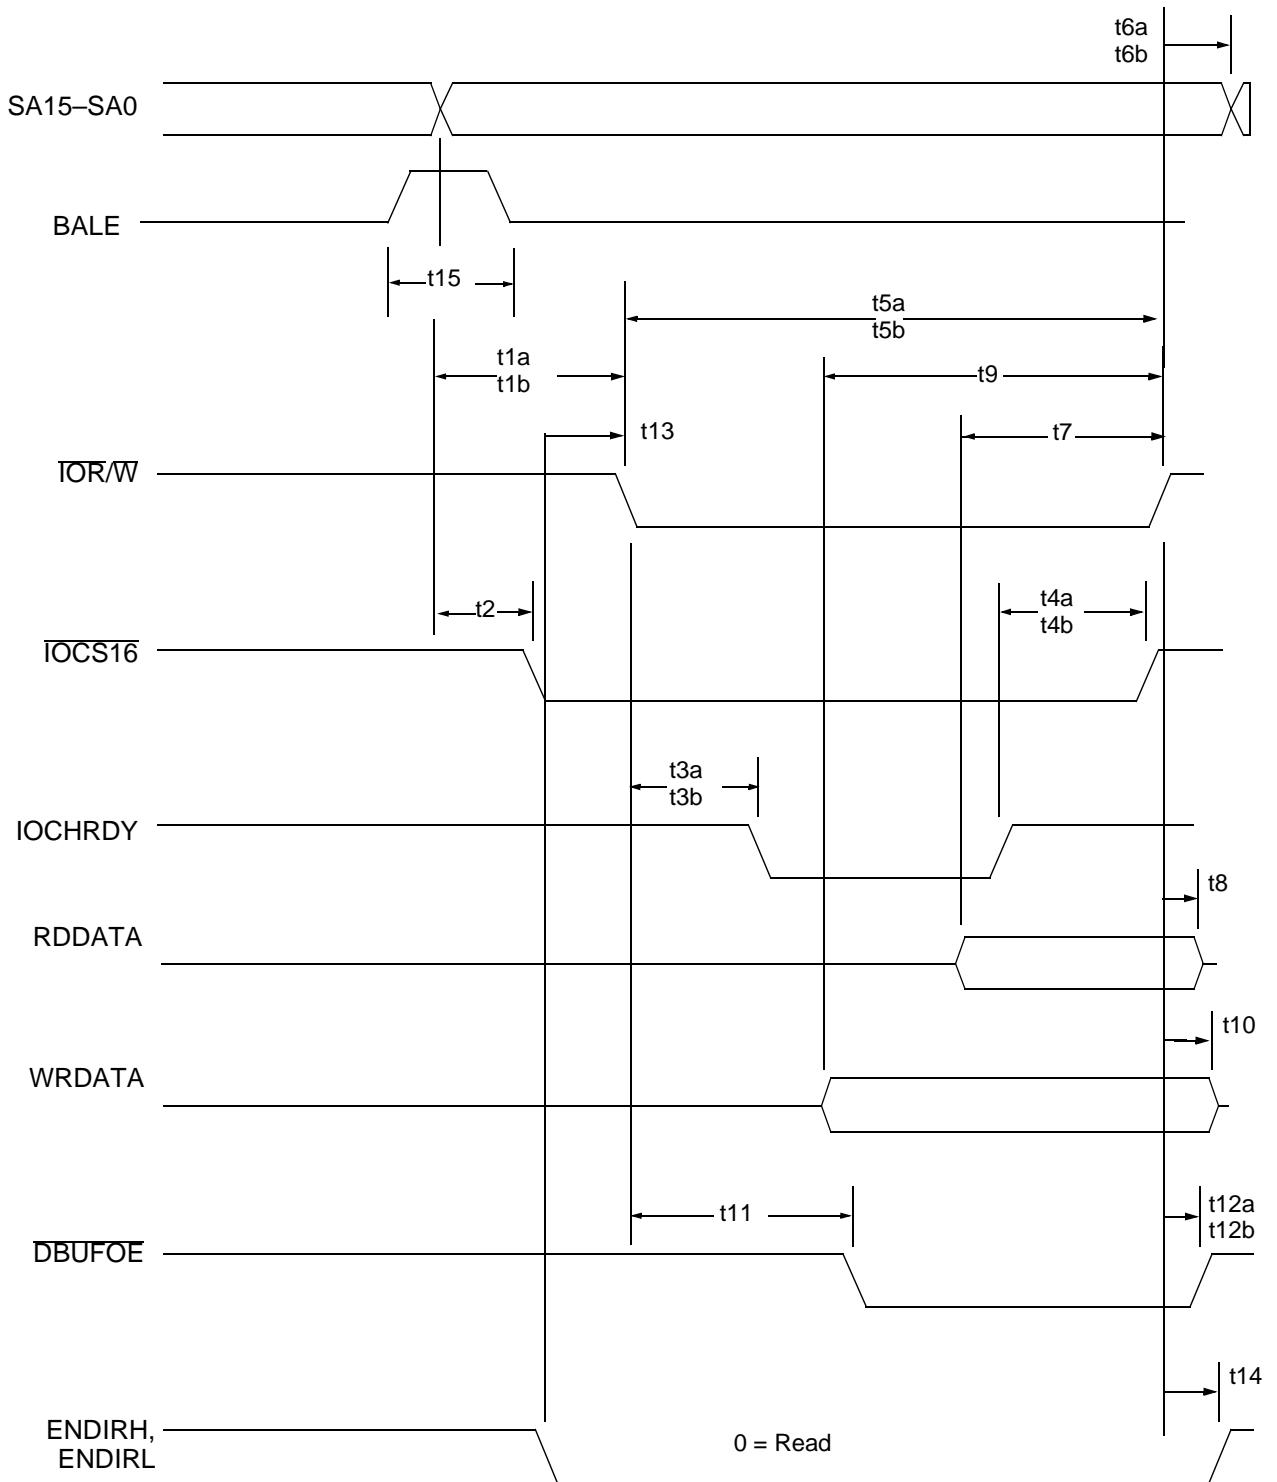 t6a
t6b
SA15–SA0
BALE
t15
t5a
t5b
t1a
t1b
t9
t13
t7
IOR/W
t2
t4a
t4b
IOCS16
t3a
t3b
IOCHRDY
t8
RDDATA
t10
WRDATA
t11
t12a
t12b
DBUFOE
t14
ENDIRH,
ENDIRL
0 = Read